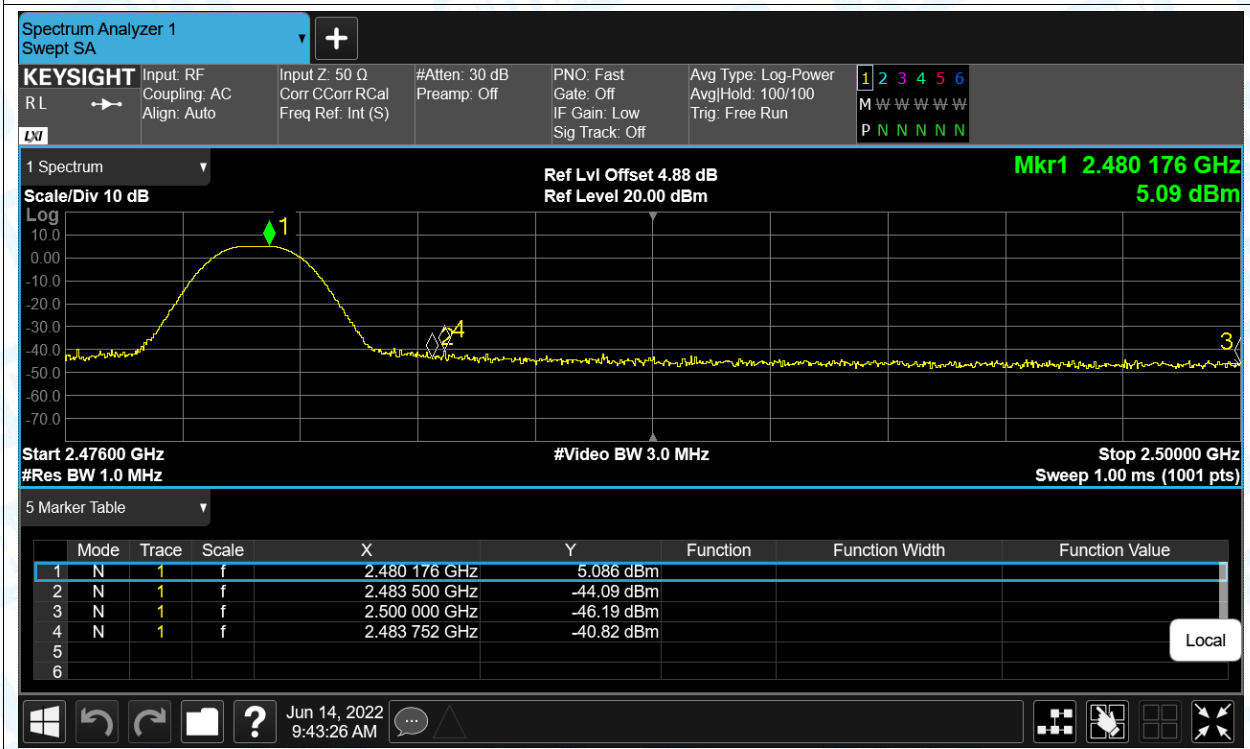 Spectrum Analyzer 1
Swept SA
KEYSIGHT
R L
LXI
Input: RF
Coupling: AC
Align: Auto
Input Z: 50 Ω
Corr CCorr RCal
Freq Ref: Int (S)
#Atten: 30 dB
Preamp: Off
PNO: Fast
Gate: Off
IF Gain: Low
Sig Track: Off
Avg Type: Log-Power
Avg|Hold: 100/100
Trig: Free Run
1 2 3 4 5 6
M W W W W W
P N N N N N
1 Spectrum
Scale/Div 10 dB
Ref Lvl Offset 4.88 dB
Ref Level 20.00 dBm
Mkr1 2.480 176 GHz
5.09 dBm
Log
10.0
0.00
-10.0
-20.0
-30.0
-40.0
-50.0
-60.0
-70.0
1
2
4
3
Start 2.47600 GHz
#Video BW 3.0 MHz
Stop 2.50000 GHz
#Res BW 1.0 MHz
Sweep 1.00 ms (1001 pts)
5 Marker Table
Mode Trace Scale X Y Function Function Width Function Value
1 N 1 f 2.480 176 GHz 5.086 dBm
2 N 1 f 2.483 500 GHz -44.09 dBm
3 N 1 f 2.500 000 GHz -46.19 dBm
4 N 1 f 2.483 752 GHz -40.82 dBm
5
6
Local
?
Jun 14, 2022
9:43:26 AM